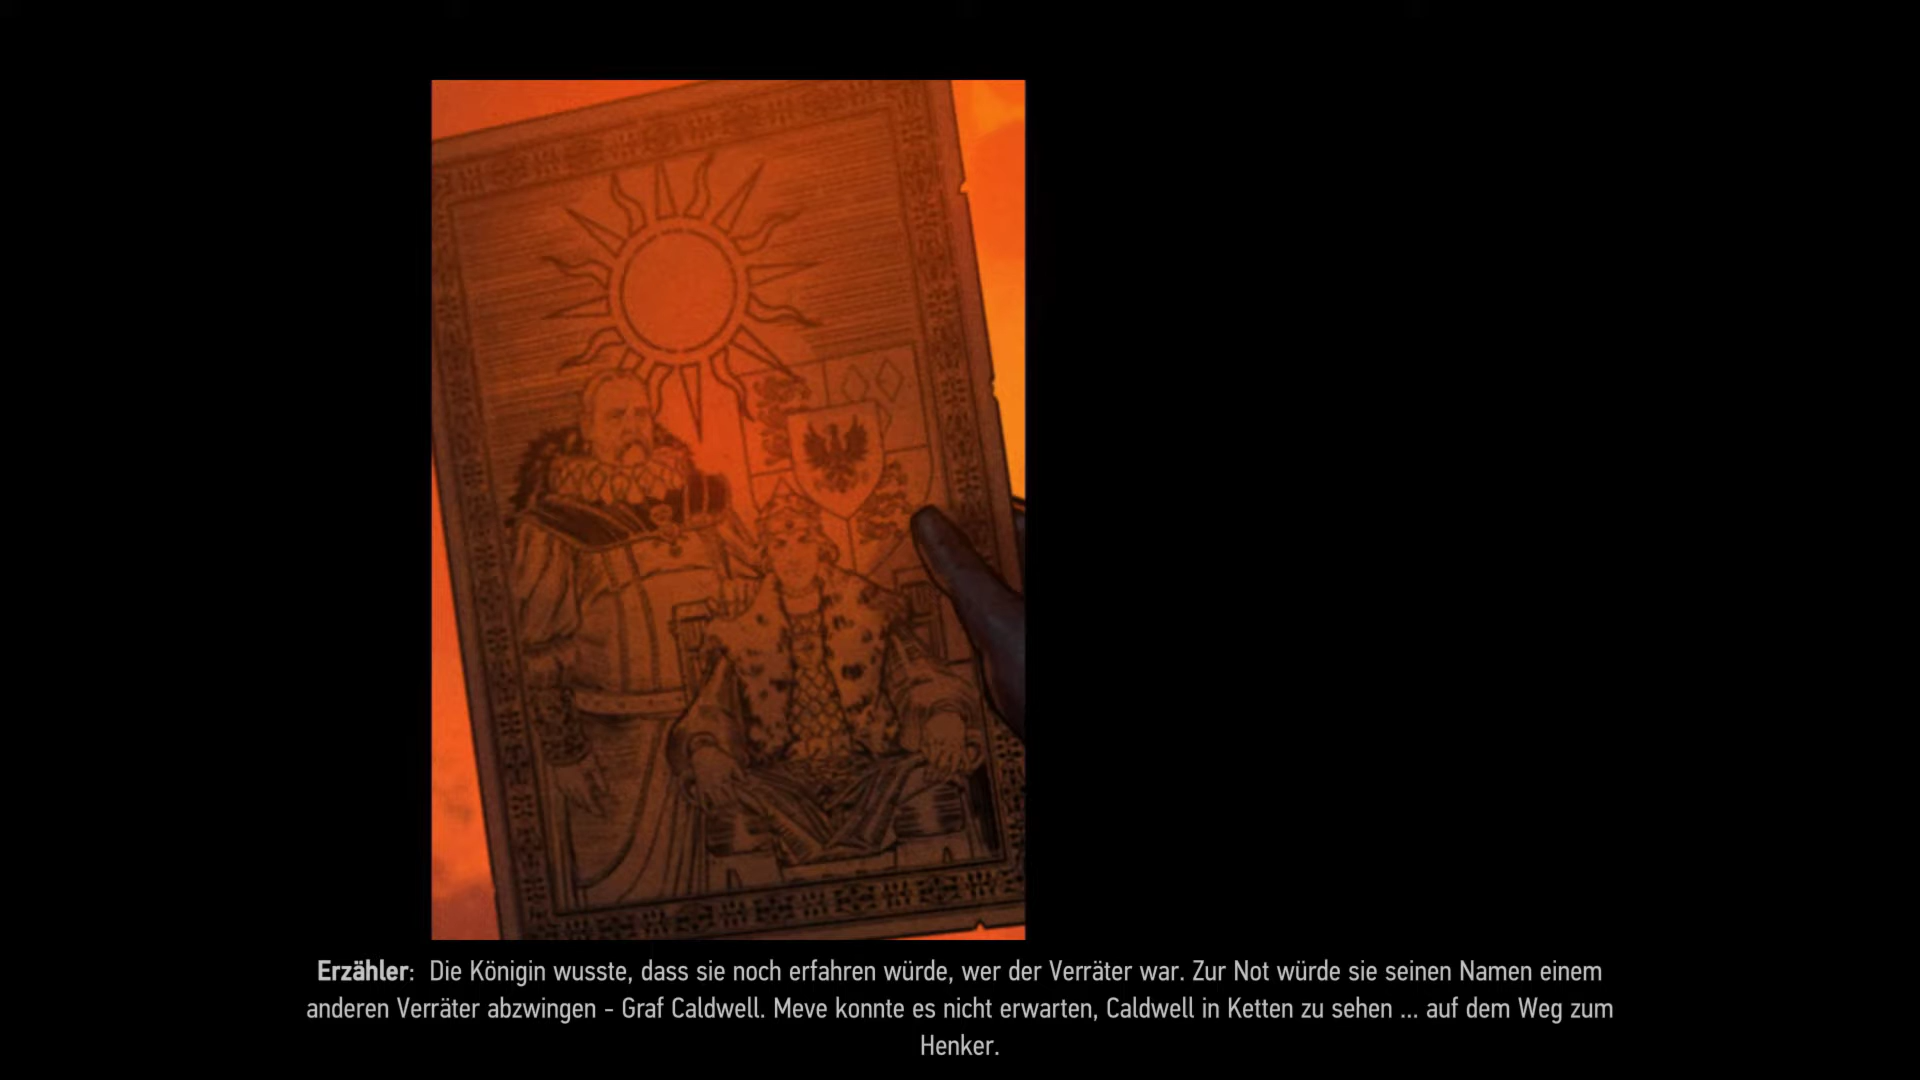 Erzähler:  Die Königin wusste, dass sie noch erfahren würde, wer der Verräter war. Zur Not würde sie seinen Namen einem
anderen Verräter abzwingen - Graf Caldwell. Meve konnte es nicht erwarten, Caldwell in Ketten zu sehen ... auf dem Weg zum
Henker.